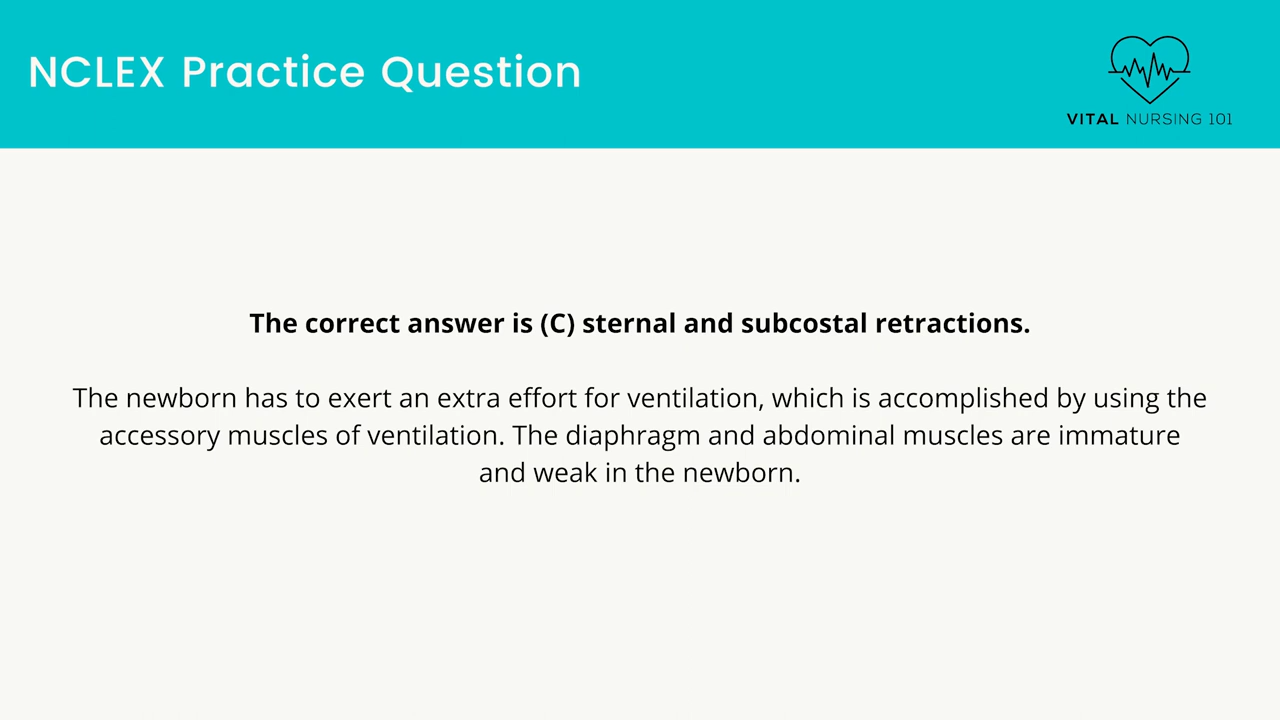 NCLEX Practice Question
VITAL NURSING 101
The correct answer is (C) sternal and subcostal retractions.
The newborn has to exert an extra effort for ventilation, which is accomplished by using the
accessory muscles of ventilation. The diaphragm and abdominal muscles are immature
and weak in the newborn.